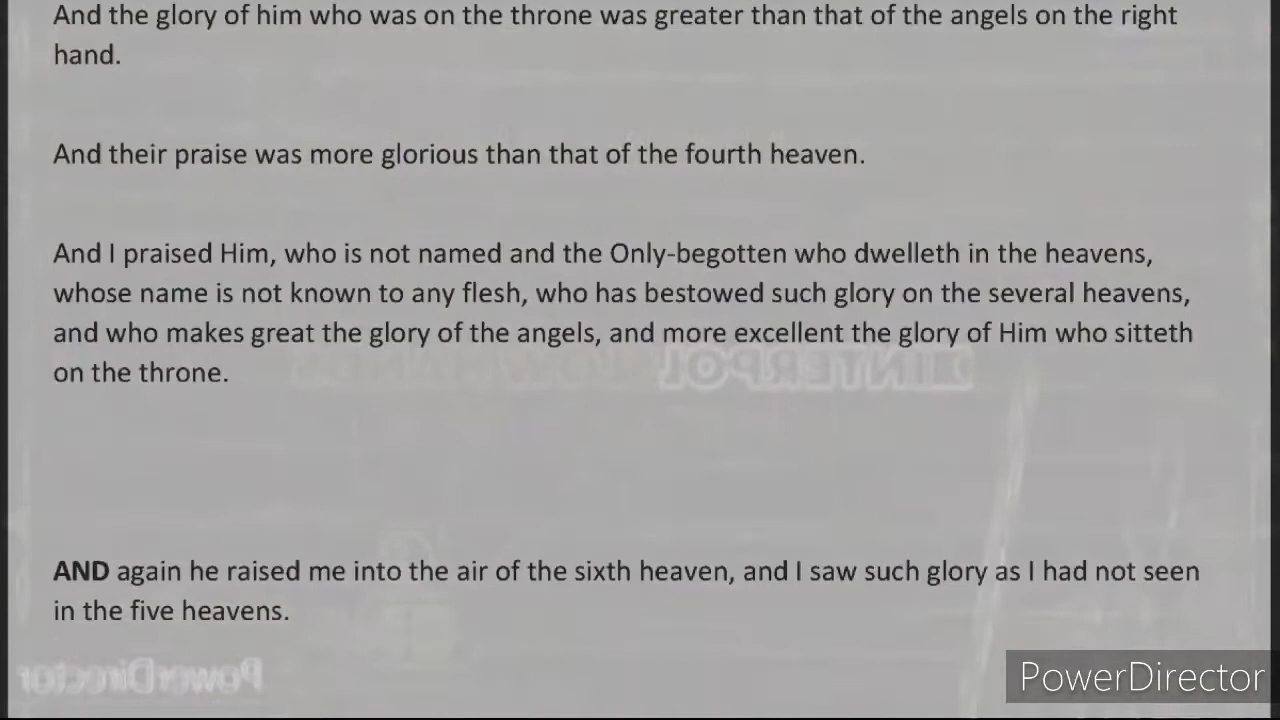 And the glory of him who was on the throne was greater than that of the angels on the right
hand.
And their praise was more glorious than that of the fourth heaven.
And I praised Him, who is not named and the Only-begotten who dwelleth in the heavens,
whose name is not known to any flesh, who has bestowed such glory on the several heavens,
and who makes great the glory of the angels, and more excellent the glory of Him who sitteth
on the throne.
INTERPOL
AND again he raised me into the air of the sixth heaven, and I saw such glory as I had not seen
in the five heavens.
PowerDirector
PowerDirector